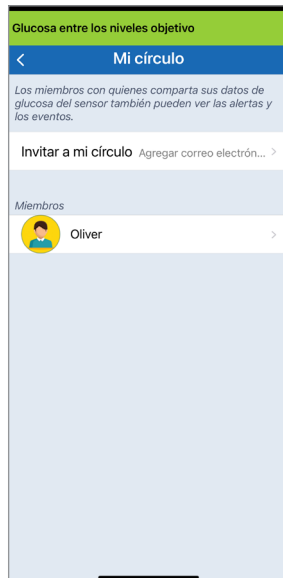 Glucosa entre los niveles objetivo
Mi círculo
Los miembros con quienes comparta sus datos de
glucosa del sensor también pueden ver las alertas y
los eventos.
Invitar a mi círculo Agregar correo electrón...
Miembros
Oliver